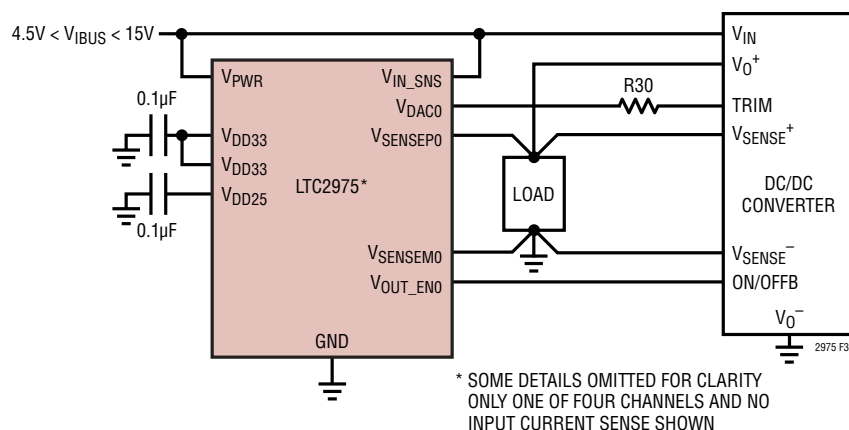 4.5V < VIBUS < 15V
VPWR
VIN_SNS
VIN
VO+
R30
0.1µF
VDAC0
TRIM
VDD33
VSENSEP0
VSENSE+
VDD33
LTC2975*
LOAD
DC/DC
CONVERTER
VDD25
0.1µF
VSENSEM0
VSENSE–
VOUT_EN0
ON/OFFB
VO–
GND
2975 F3
* SOME DETAILS OMITTED FOR CLARITY
ONLY ONE OF FOUR CHANNELS AND NO
INPUT CURRENT SENSE SHOWN